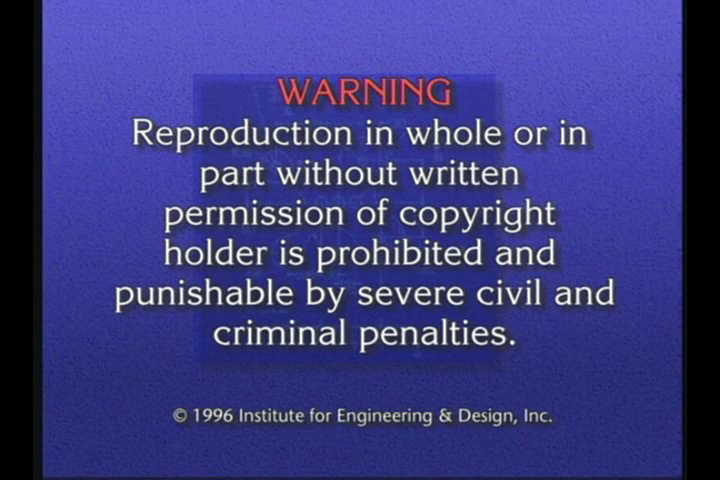 WARNING
Reproduction in whole or in
part without written
permission of copyright
holder is prohibited and
punishable by severe civil and
criminal penalties.
© 1996 Institute for Engineering & Design, Inc.